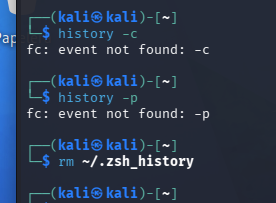 Pap
┌──(kali㉿kali)-[~]
└─$ history -c
fc: event not found: -c
┌──(kali㉿kali)-[~]
└─$ history -p
fc: event not found: -p
┌──(kali㉿kali)-[~]
└─$ rm ~/.zsh_history
┌──(kali㉿kali)-[~]